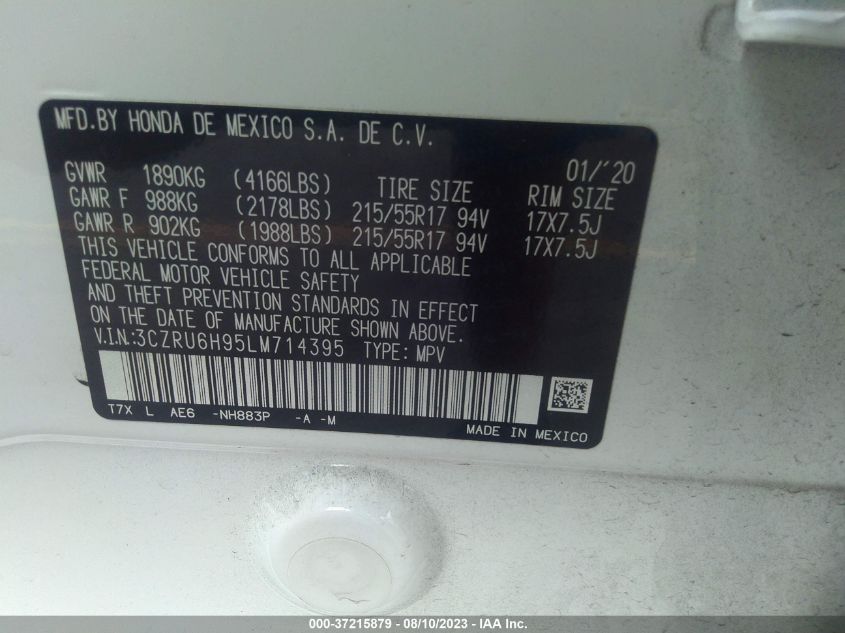 MFD.BY HONDA DE MEXICO S.A. DE C.V.
01/'20
GVWR 1890KG (4166LBS) TIRE SIZE RIM SIZE
GAWR F 988KG (2178LBS) 215/55R17 94V 17X7.5J
GAWR R 902KG (1988LBS) 215/55R17 94V 17X7.5J
THIS VEHICLE CONFORMS TO ALL APPLICABLE
FEDERAL MOTOR VEHICLE SAFETY
AND THEFT PREVENTION STANDARDS IN EFFECT
ON THE DATE OF MANUFACTURE SHOWN ABOVE.
V.I.N:3CZRU6H95LM714395 TYPE: MPV
T7X L AE6 -NH883P -A -M
MADE IN MEXICO
000-37215879 - 08/10/2023 - IAA Inc.